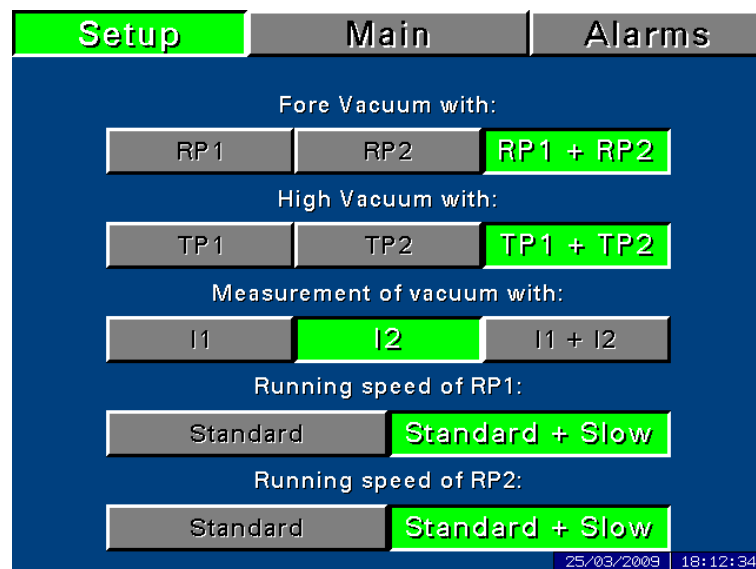 Setup Main Alarms
Fore Vacuum with:
RP1 RP2 RP1 + RP2
High Vacuum with:
TP1 TP2 TP1 + TP2
Measurement of vacuum with:
I1 I2 I1 + I2
Running speed of RP1:
Standard Standard + Slow
Running speed of RP2:
Standard Standard + Slow
25/03/2009 18:12:34